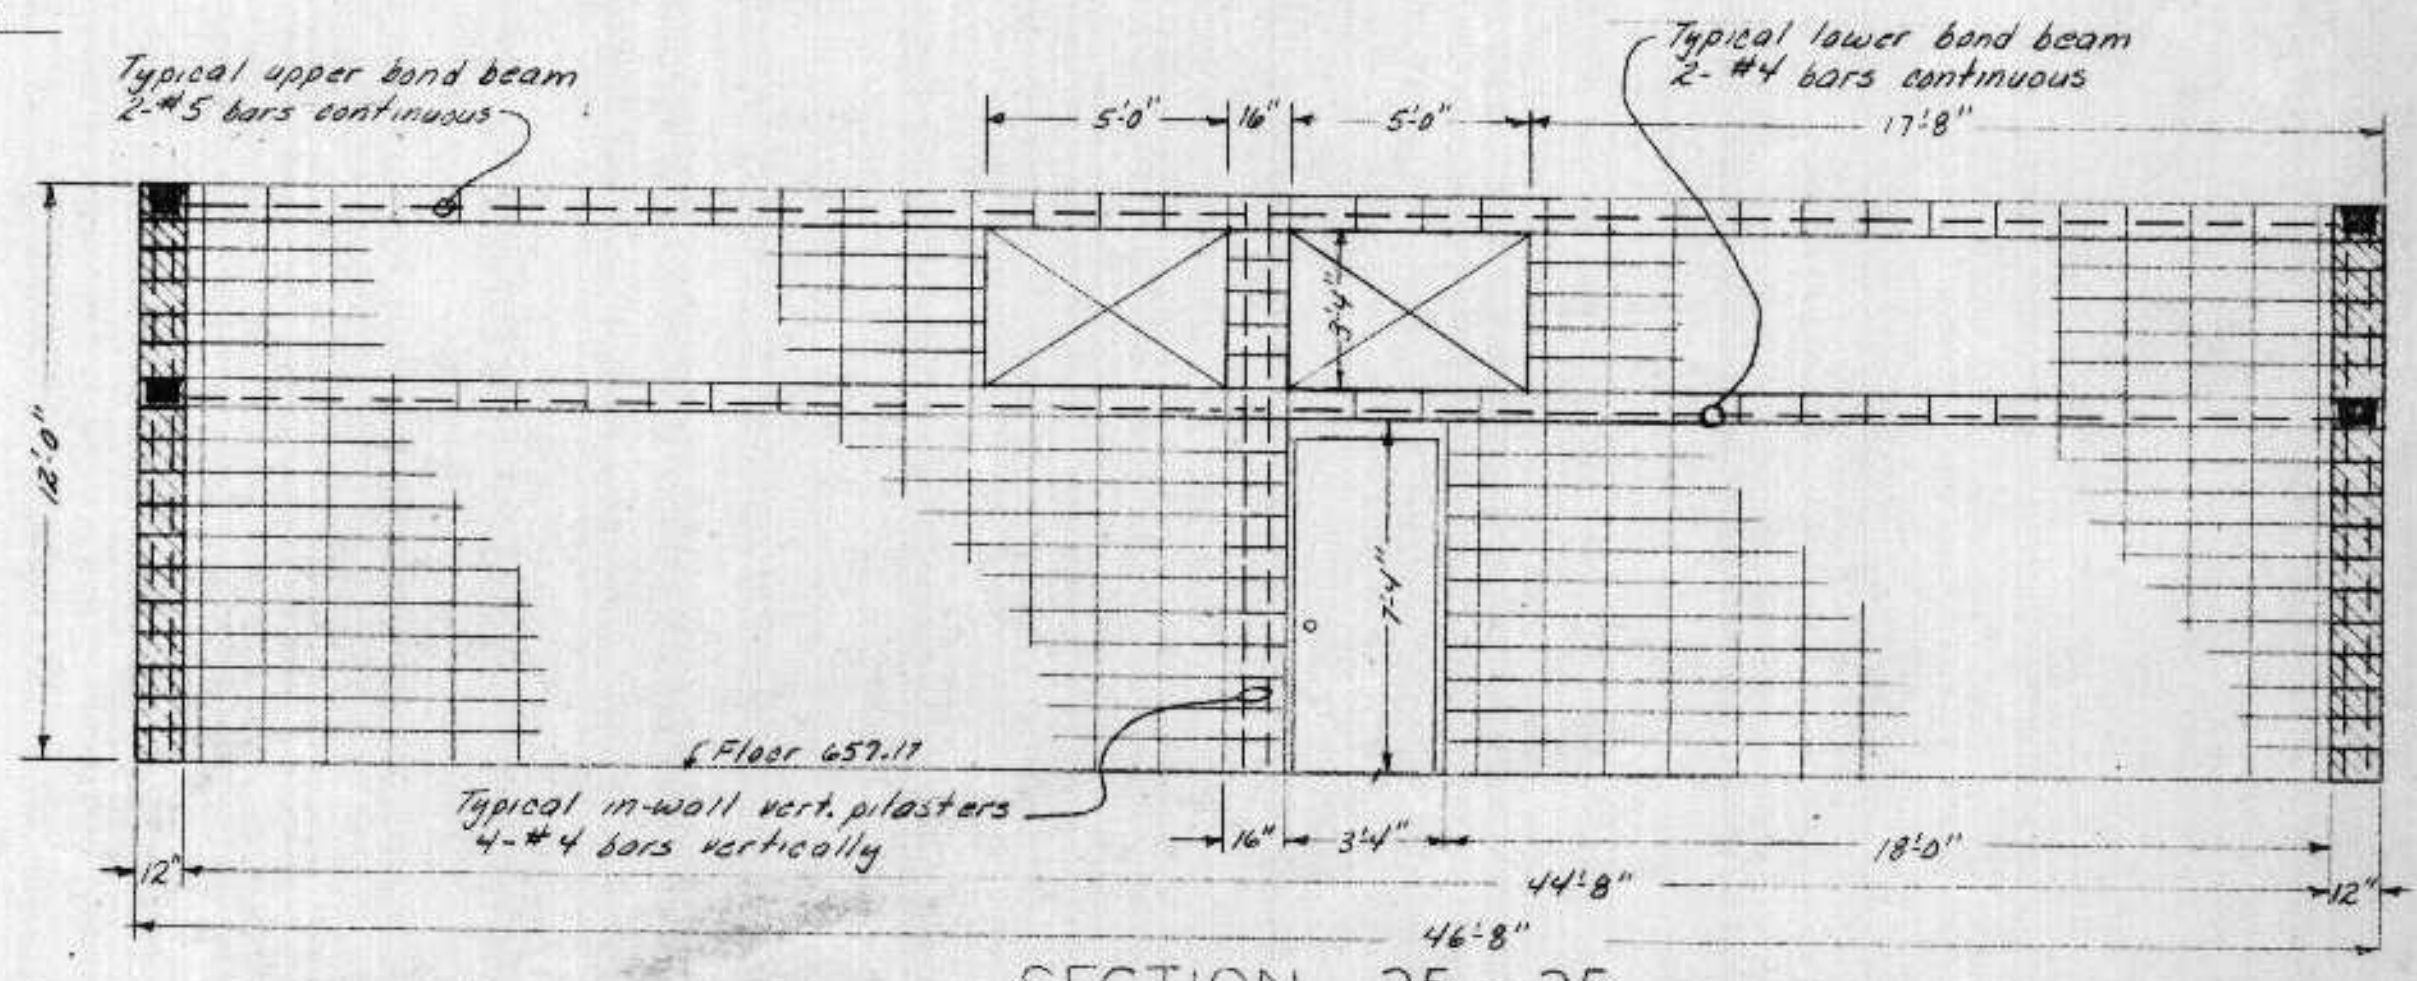 Typical upper bond beam
2-#5 bars continuous
Typical lower bond beam
2-#4 bars continuous
5'-0"
16"
5'-0"
17'-8"
12'-0"
3'-4"
7'-4"
Floor 657.17
Typical in-wall vert. pilasters
4-#4 bars vertically
16"
3'-4"
18'-0"
12"
44'-8"
12"
46'-8"
SECTION